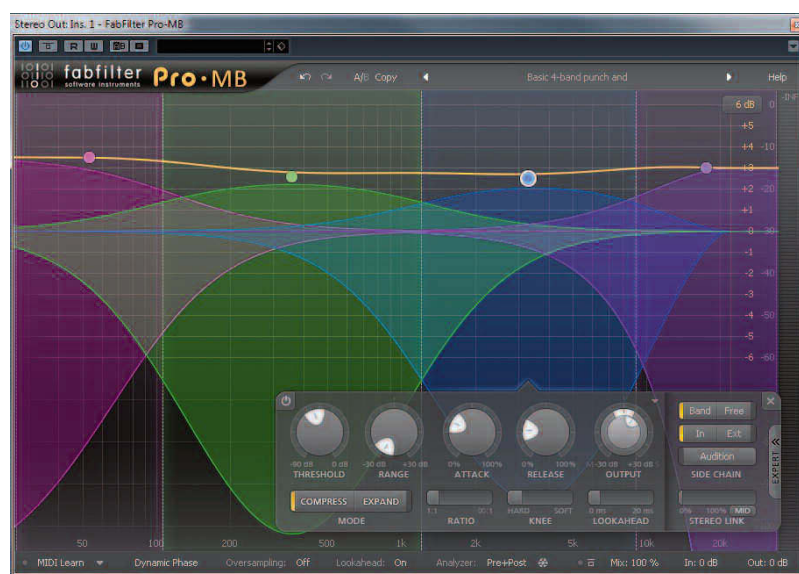 Stereo Out: Ins. 1 - FabFilter Pro-MB
R W
fabfilter Pro·MB A/B Copy Basic 4-band punch and Help
software instruments
6 dB 0 -INF
+5
+4 -10
+3
+2 -20
+1
0 -30
-1
-2 -40
-3
-4 -50
-5
-6 -60
-90 dB 0 dB -30 dB +30 dB 0% 100% 0% 100% -30 dB +30 dB
THRESHOLD RANGE ATTACK RELEASE OUTPUT
Band Free
In Ext
Audition
SIDE CHAIN
EXPERT
COMPRESS EXPAND
MODE
1:1
RATIO
HARD SOFT
KNEE
0 ms 20 ms
LOOKAHEAD
0% 100% MID
STEREO LINK
50 100 200 500 1k 2k 5k 10k 20k
MIDI Learn Dynamic Phase Oversampling: Off Lookahead: On Analyzer: Pre+Post Mix: 100 % In: 0 dB Out: 0 dB